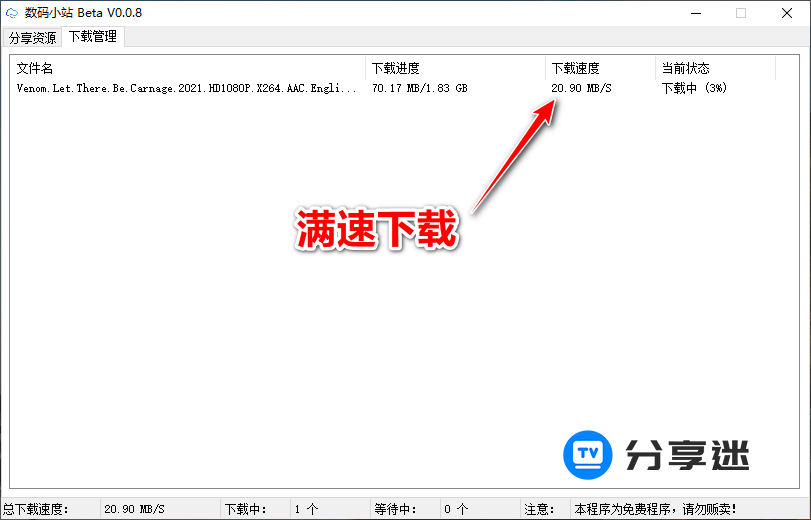 数码小站 Beta V0.0.8
分享资源 下载管理
文件名 下载进度 下载速度 当前状态
Venom.Let.There.Be.Carnage.2021.HD1080P.X264.AAC.Engli... 70.17 MB/1.83 GB 20.90 MB/S 下载中 (3%)
满速下载
TV 分享迷
总下载速度: 20.90 MB/S 下载中: 1 个 等待中: 0 个 注意: 本程序为免费程序，请勿贩卖!